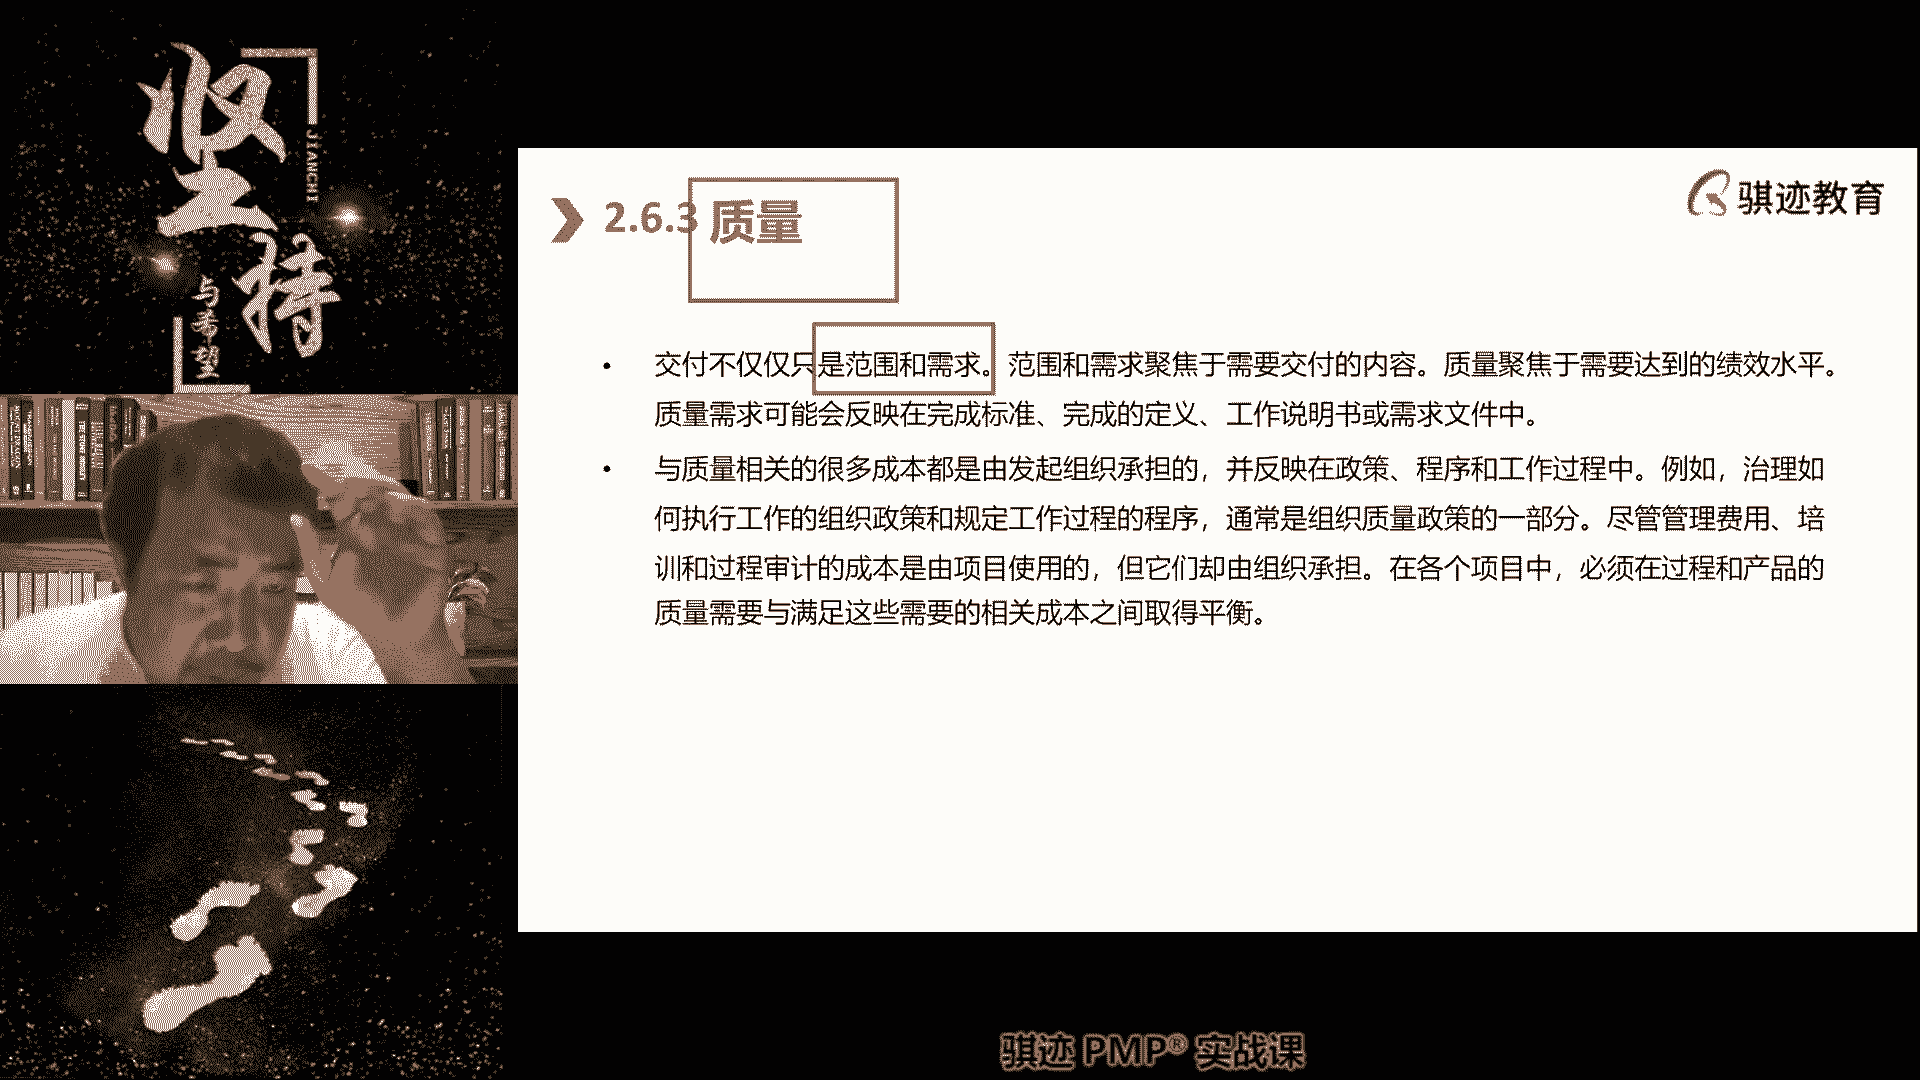 坚
持
JIANCHI
与希望
骐迹教育
2.6.3 质量
• 交付不仅仅只是范围和需求。范围和需求聚焦于需要交付的内容。质量聚焦于需要达到的绩效水平。
质量需求可能会反映在完成标准、完成的定义、工作说明书或需求文件中。
• 与质量相关的很多成本都是由发起组织承担的，并反映在政策、程序和工作过程中。例如，治理如
何执行工作的组织政策和规定工作过程的程序，通常是组织质量政策的一部分。尽管管理费用、培
训和过程审计的成本是由项目使用的，但它们却由组织承担。在各个项目中，必须在过程和产品的
质量需要与满足这些需要的相关成本之间取得平衡。
骐迹 PMP® 实战课